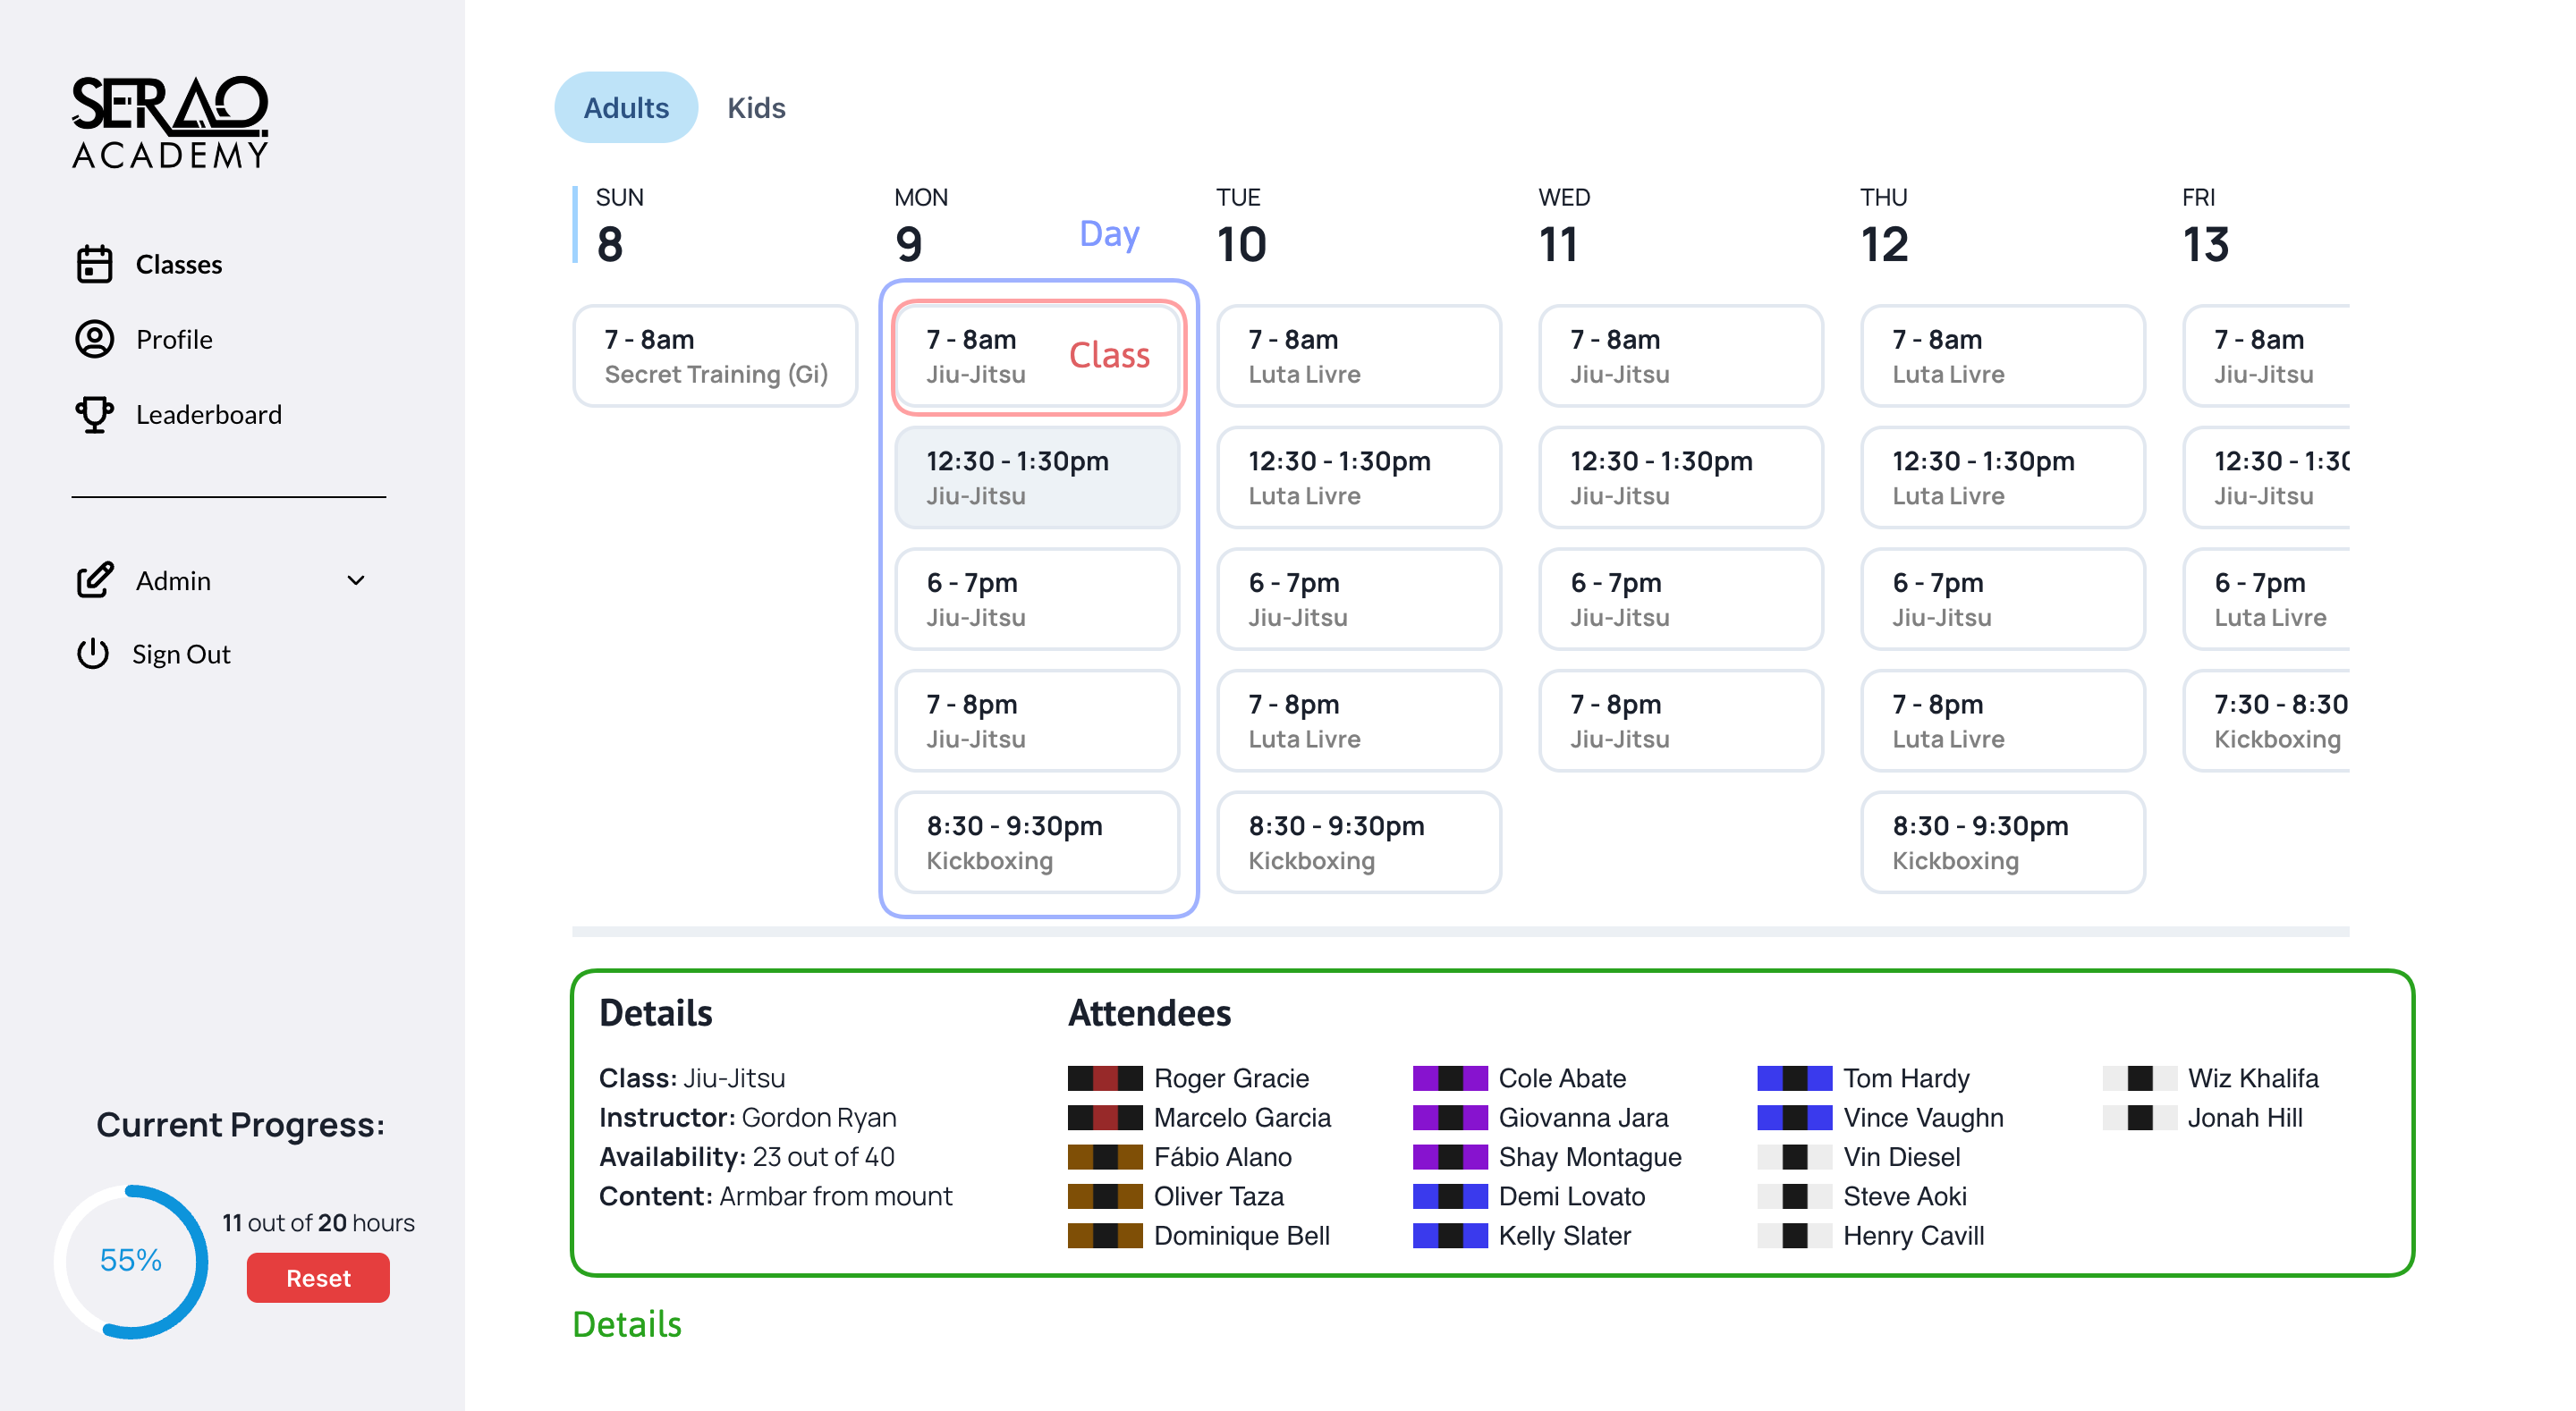 SERAO
ACADEMY
Classes
Profile
Leaderboard
Admin
Sign Out
Current Progress:
55%
11 out of 20 hours
Reset
Adults
Kids
SUN
8
7 - 8am
Secret Training (Gi)
MON
9
Day
7 - 8am
Jiu-Jitsu
Class
12:30 - 1:30pm
Jiu-Jitsu
6 - 7pm
Jiu-Jitsu
7 - 8pm
Jiu-Jitsu
8:30 - 9:30pm
Kickboxing
TUE
10
7 - 8am
Luta Livre
12:30 - 1:30pm
Luta Livre
6 - 7pm
Jiu-Jitsu
7 - 8pm
Luta Livre
8:30 - 9:30pm
Kickboxing
WED
11
7 - 8am
Jiu-Jitsu
12:30 - 1:30pm
Jiu-Jitsu
6 - 7pm
Jiu-Jitsu
7 - 8pm
Jiu-Jitsu
THU
12
7 - 8am
Luta Livre
12:30 - 1:30pm
Luta Livre
6 - 7pm
Jiu-Jitsu
7 - 8pm
Luta Livre
8:30 - 9:30pm
Kickboxing
FRI
13
7 - 8am
Jiu-Jitsu
12:30 - 1:30
Jiu-Jitsu
6 - 7pm
Luta Livre
7:30 - 8:30
Kickboxing
Details
Class: Jiu-Jitsu
Instructor: Gordon Ryan
Availability: 23 out of 40
Content: Armbar from mount
Attendees
Roger Gracie
Marcelo Garcia
Fábio Alano
Oliver Taza
Dominique Bell
Cole Abate
Giovanna Jara
Shay Montague
Demi Lovato
Kelly Slater
Tom Hardy
Vince Vaughn
Vin Diesel
Steve Aoki
Henry Cavill
Wiz Khalifa
Jonah Hill
Details